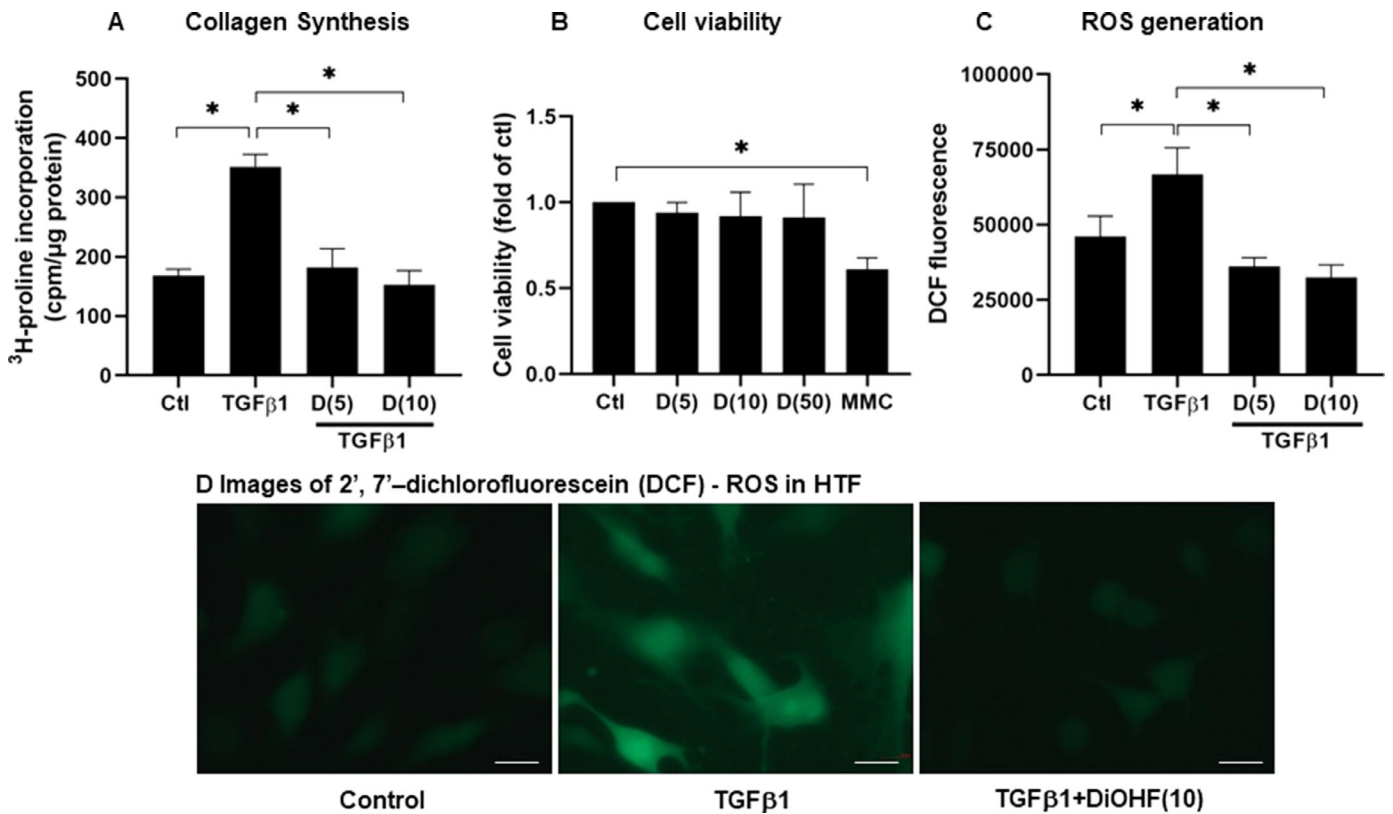 A Collagen Synthesis
³H-proline incorporation
(cpm/µg protein)
500
400
300
200
100
0
*
*
*
Ctl TGFβ1 D(5) D(10)
TGFβ1
B Cell viability
Cell viability (fold of ctl)
1.5
1.0
0.5
0.0
*
Ctl D(5) D(10) D(50) MMC
C ROS generation
DCF fluorescence
100000
75000
50000
25000
0
*
*
*
Ctl TGFβ1 D(5) D(10)
TGFβ1
D Images of 2’, 7’–dichlorofluorescein (DCF) - ROS in HTF
Control
TGFβ1
TGFβ1+DiOHF(10)